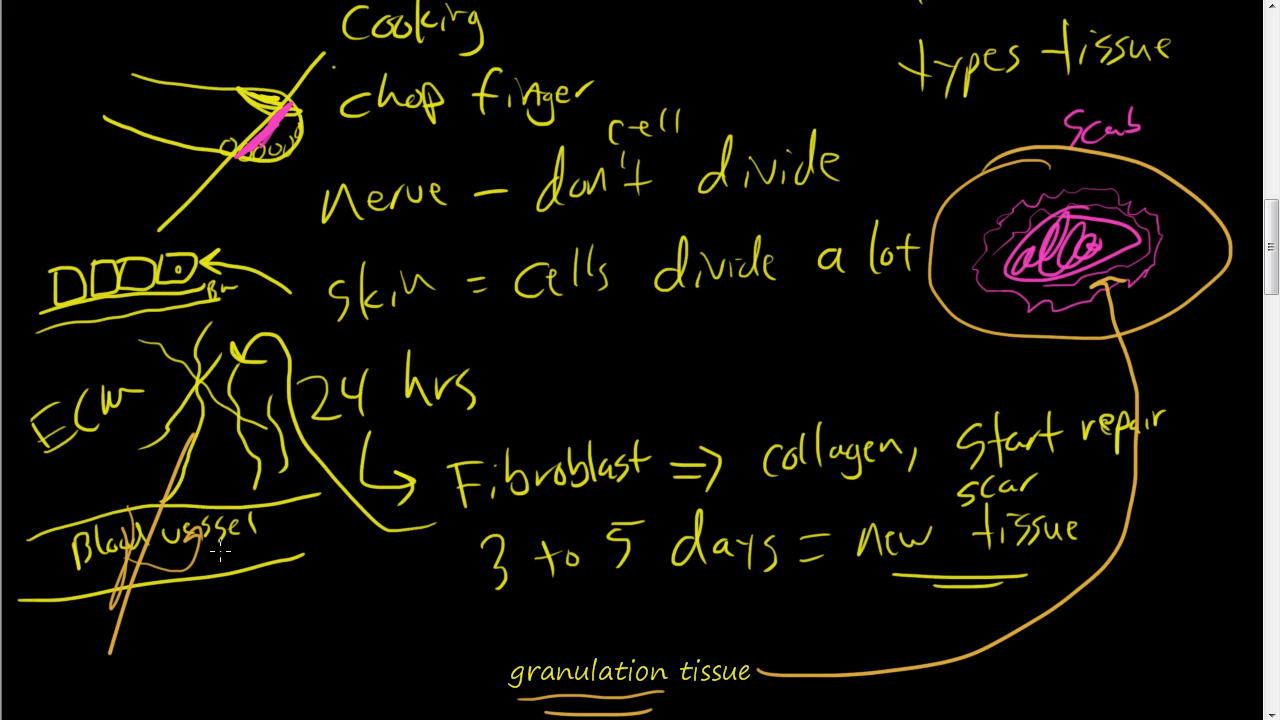 Cooking
chop finger
types tissue
scab
cell
nerve - don't divide
skin = cells divide a lot
Bm
ECM
24 hrs
Fibroblast => collagen, start repair
scar
Blood vessel
3 to 5 days = new tissue
granulation tissue